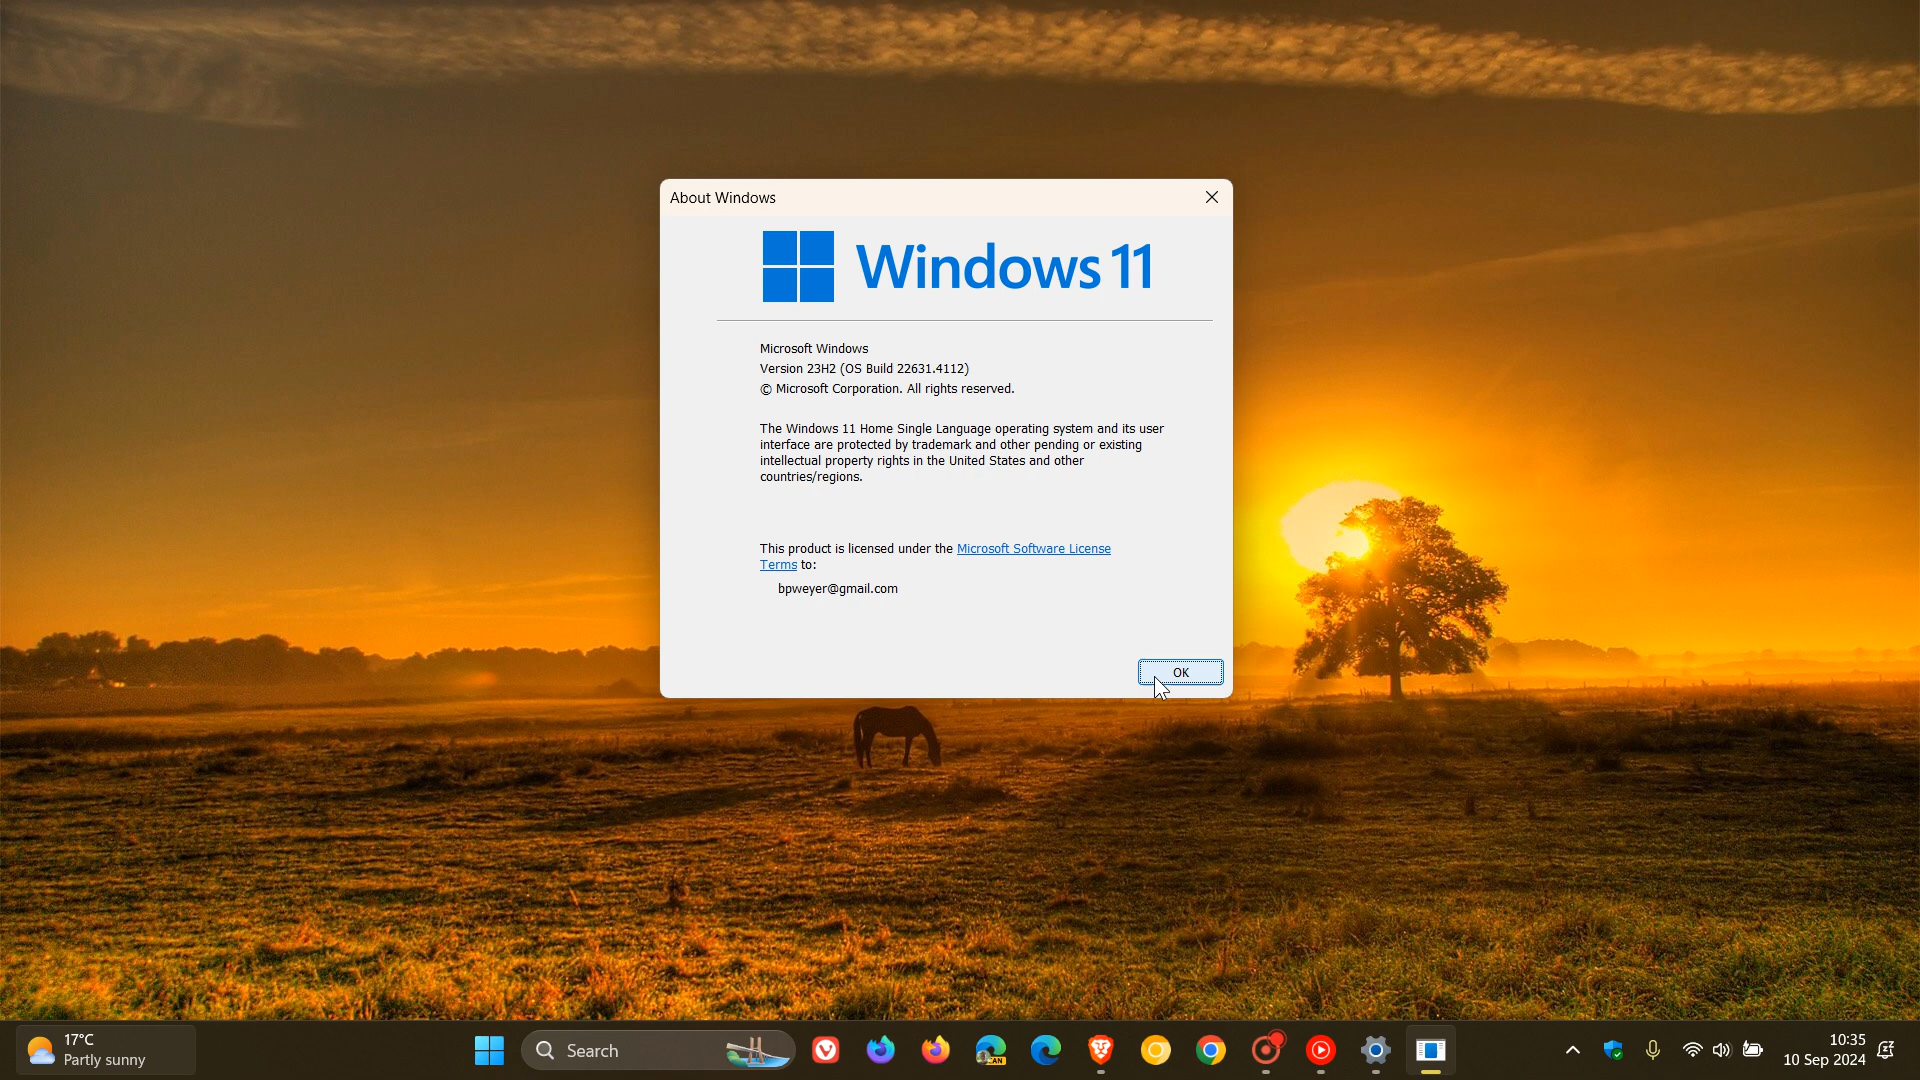 About Windows
Windows 11
Microsoft Windows
Version 23H2 (OS Build 22631.4112)
© Microsoft Corporation. All rights reserved.
The Windows 11 Home Single Language operating system and its user
interface are protected by trademark and other pending or existing
intellectual property rights in the United States and other
countries/regions.
This product is licensed under the Microsoft Software License
Terms to:
bpweyer@gmail.com
OK
17°C
Partly sunny
Search
CAN
10:35
10 Sep 2024